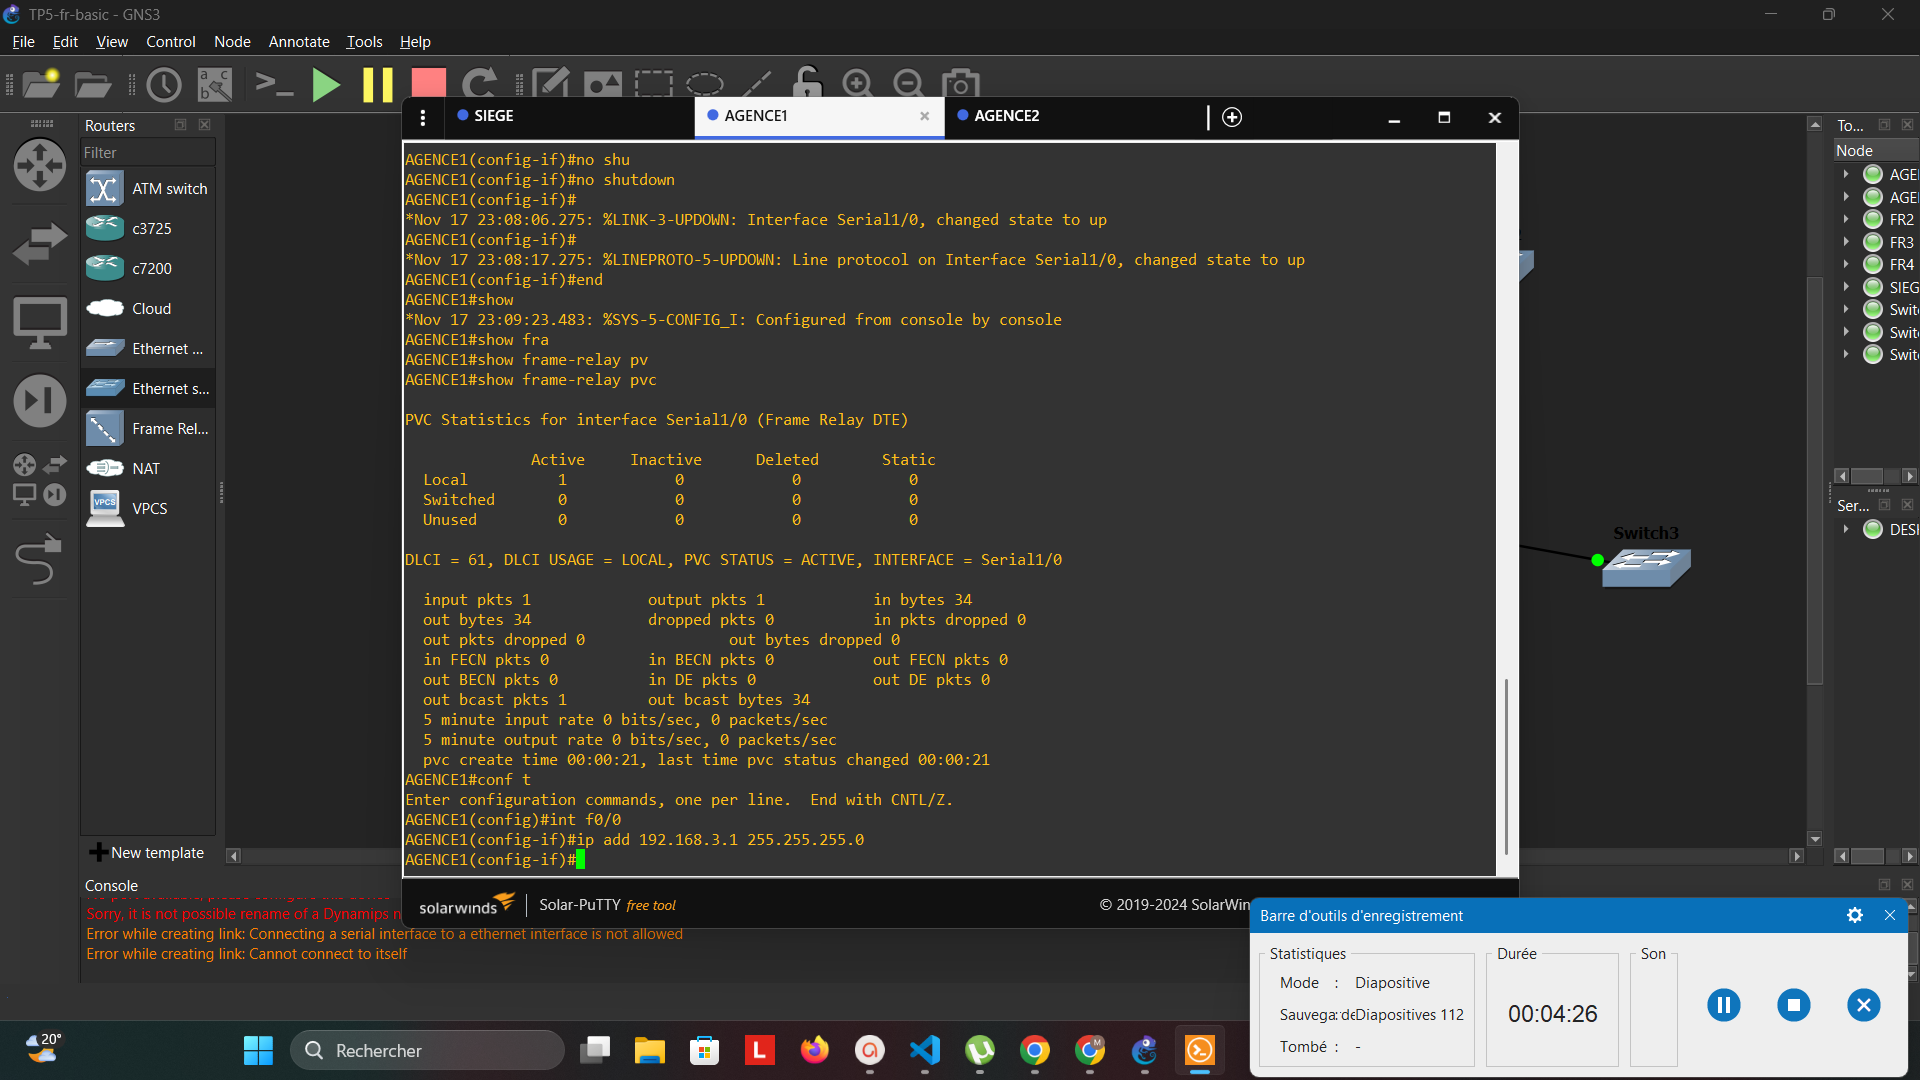 TP5-fr-basic - GNS3
File Edit View Control Node Annotate Tools Help
SIEGE
AGENCE1
AGENCE2
Routers
Filter
ATM switch
c3725
c7200
Cloud
Ethernet ...
Ethernet s...
Frame Rel...
NAT
VPCS
VPCS
New template
AGENCE1(config-if)#no shu
AGENCE1(config-if)#no shutdown
AGENCE1(config-if)#
*Nov 17 23:08:06.275: %LINK-3-UPDOWN: Interface Serial1/0, changed state to up
AGENCE1(config-if)#
*Nov 17 23:08:17.275: %LINEPROTO-5-UPDOWN: Line protocol on Interface Serial1/0, changed state to up
AGENCE1(config-if)#end
AGENCE1#show
*Nov 17 23:09:23.483: %SYS-5-CONFIG_I: Configured from console by console
AGENCE1#show fra
AGENCE1#show frame-relay pv
AGENCE1#show frame-relay pvc
PVC Statistics for interface Serial1/0 (Frame Relay DTE)
Active Inactive Deleted Static
Local 1 0 0 0
Switched 0 0 0 0
Unused 0 0 0 0
DLCI = 61, DLCI USAGE = LOCAL, PVC STATUS = ACTIVE, INTERFACE = Serial1/0
input pkts 1 output pkts 1 in bytes 34
out bytes 34 dropped pkts 0 in pkts dropped 0
out pkts dropped 0 out bytes dropped 0
in FECN pkts 0 in BECN pkts 0 out FECN pkts 0
out BECN pkts 0 in DE pkts 0 out DE pkts 0
out bcast pkts 1 out bcast bytes 34
5 minute input rate 0 bits/sec, 0 packets/sec
5 minute output rate 0 bits/sec, 0 packets/sec
pvc create time 00:00:21, last time pvc status changed 00:00:21
AGENCE1#conf t
Enter configuration commands, one per line. End with CNTL/Z.
AGENCE1(config)#int f0/0
AGENCE1(config-if)#ip add 192.168.3.1 255.255.255.0
AGENCE1(config-if)#
solarwinds Solar-PuTTY free tool
© 2019-2024 SolarWin
To...
Node
AGE
AGE
FR2
FR3
FR4
SIEG
Swit
Swit
Swit
Ser...
DES
Switch3
Console
Sorry, it is not possible rename of a Dynamips n
Error while creating link: Connecting a serial interface to a ethernet interface is not allowed
Error while creating link: Cannot connect to itself
Barre d'outils d'enregistrement
Statistiques
Mode : Diapositive
Sauvega: de Diapositives 112
Tombé : -
Durée
00:04:26
Son
20°
Rechercher